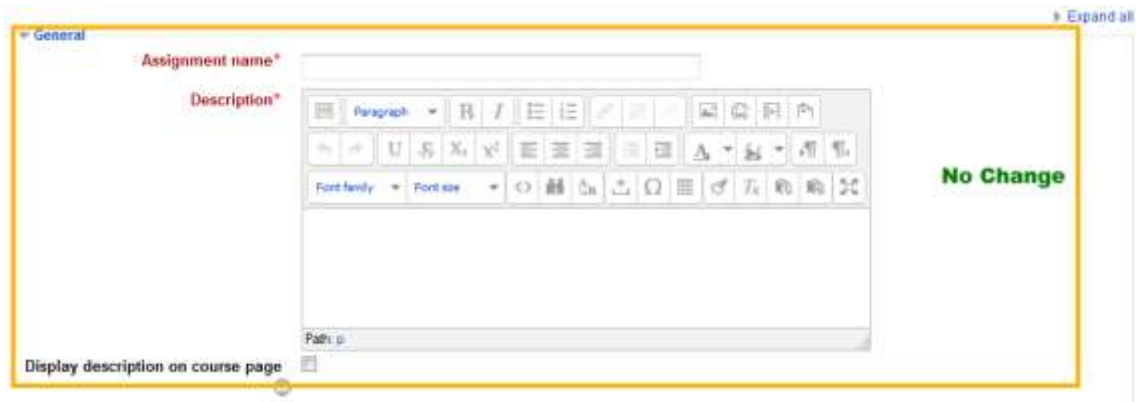 Expand all
General
Assignment name*
Description*
Paragraph
Font family
Font size
No Change
Path: p
Display description on course page